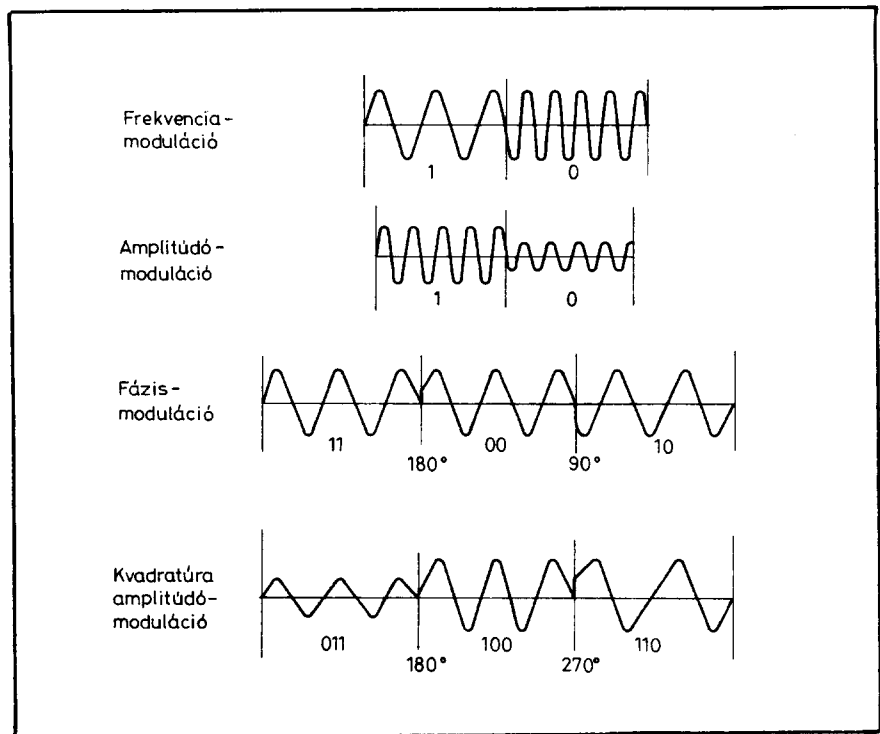 Frekvencia-
moduláció
1 0
Amplitúdó-
moduláció
1 0
Fázis-
moduláció
11 00 10
180° 90°
Kvadratúra
amplitúdó-
moduláció
011 100 110
180° 270°